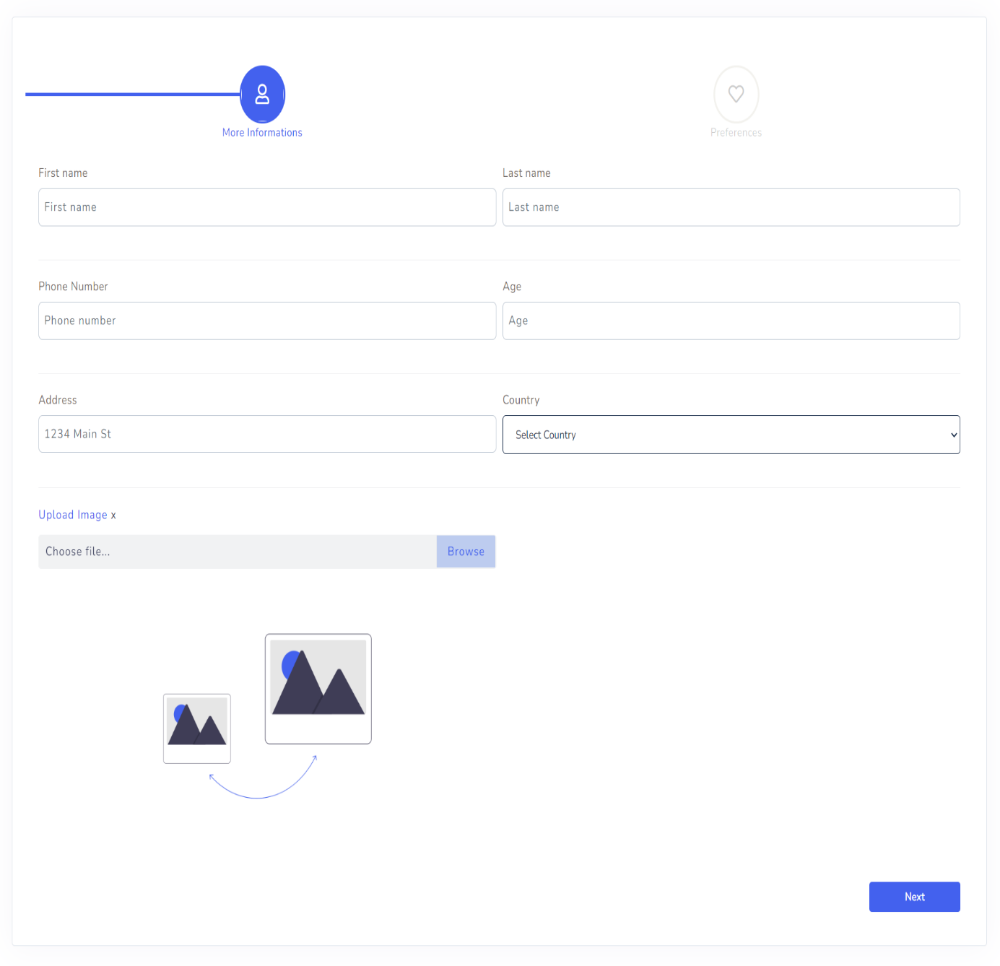 More Informations
Preferences
First name
Last name
First name
Last name
Phone Number
Age
Phone number
Age
Address
Country
1234 Main St
Select Country
Upload Image x
Choose file...
Browse
Next